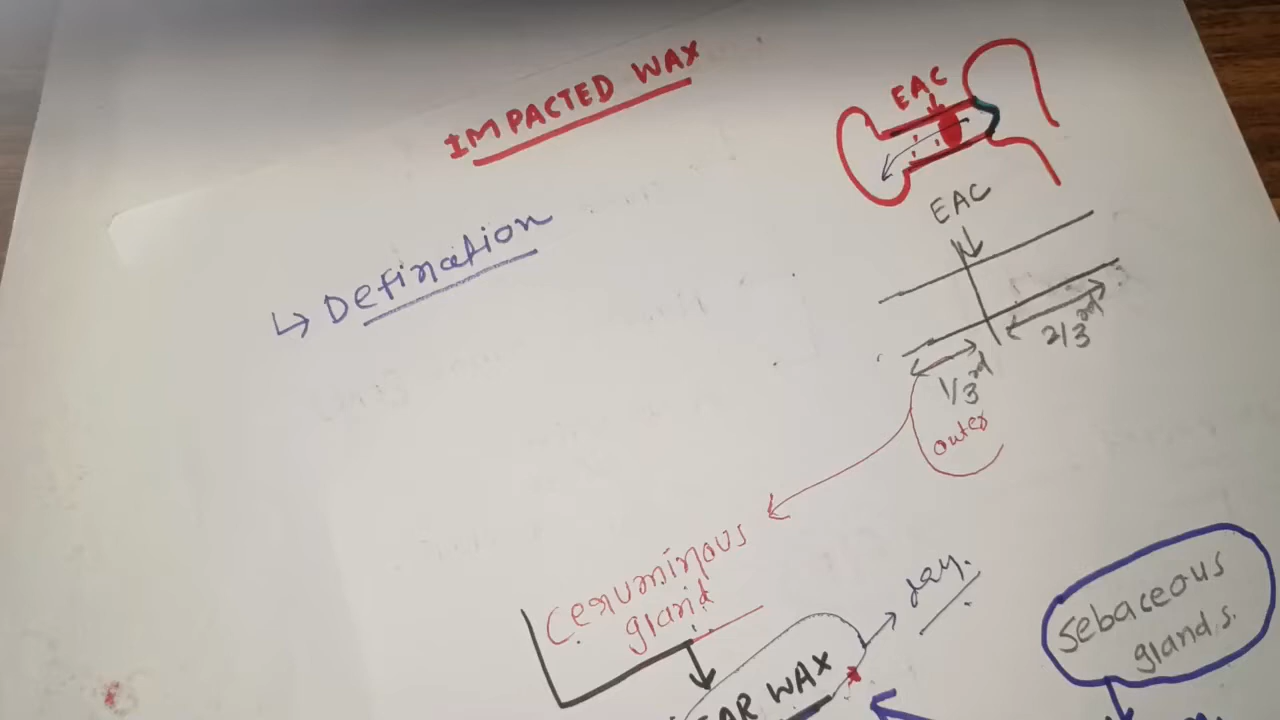 IMPACTED WAX
EAC
EAC
↳ Defination
1/3rd
2/3rd
outer
Ceruminous
gland
EAR WAX
Sebaceous
glands.